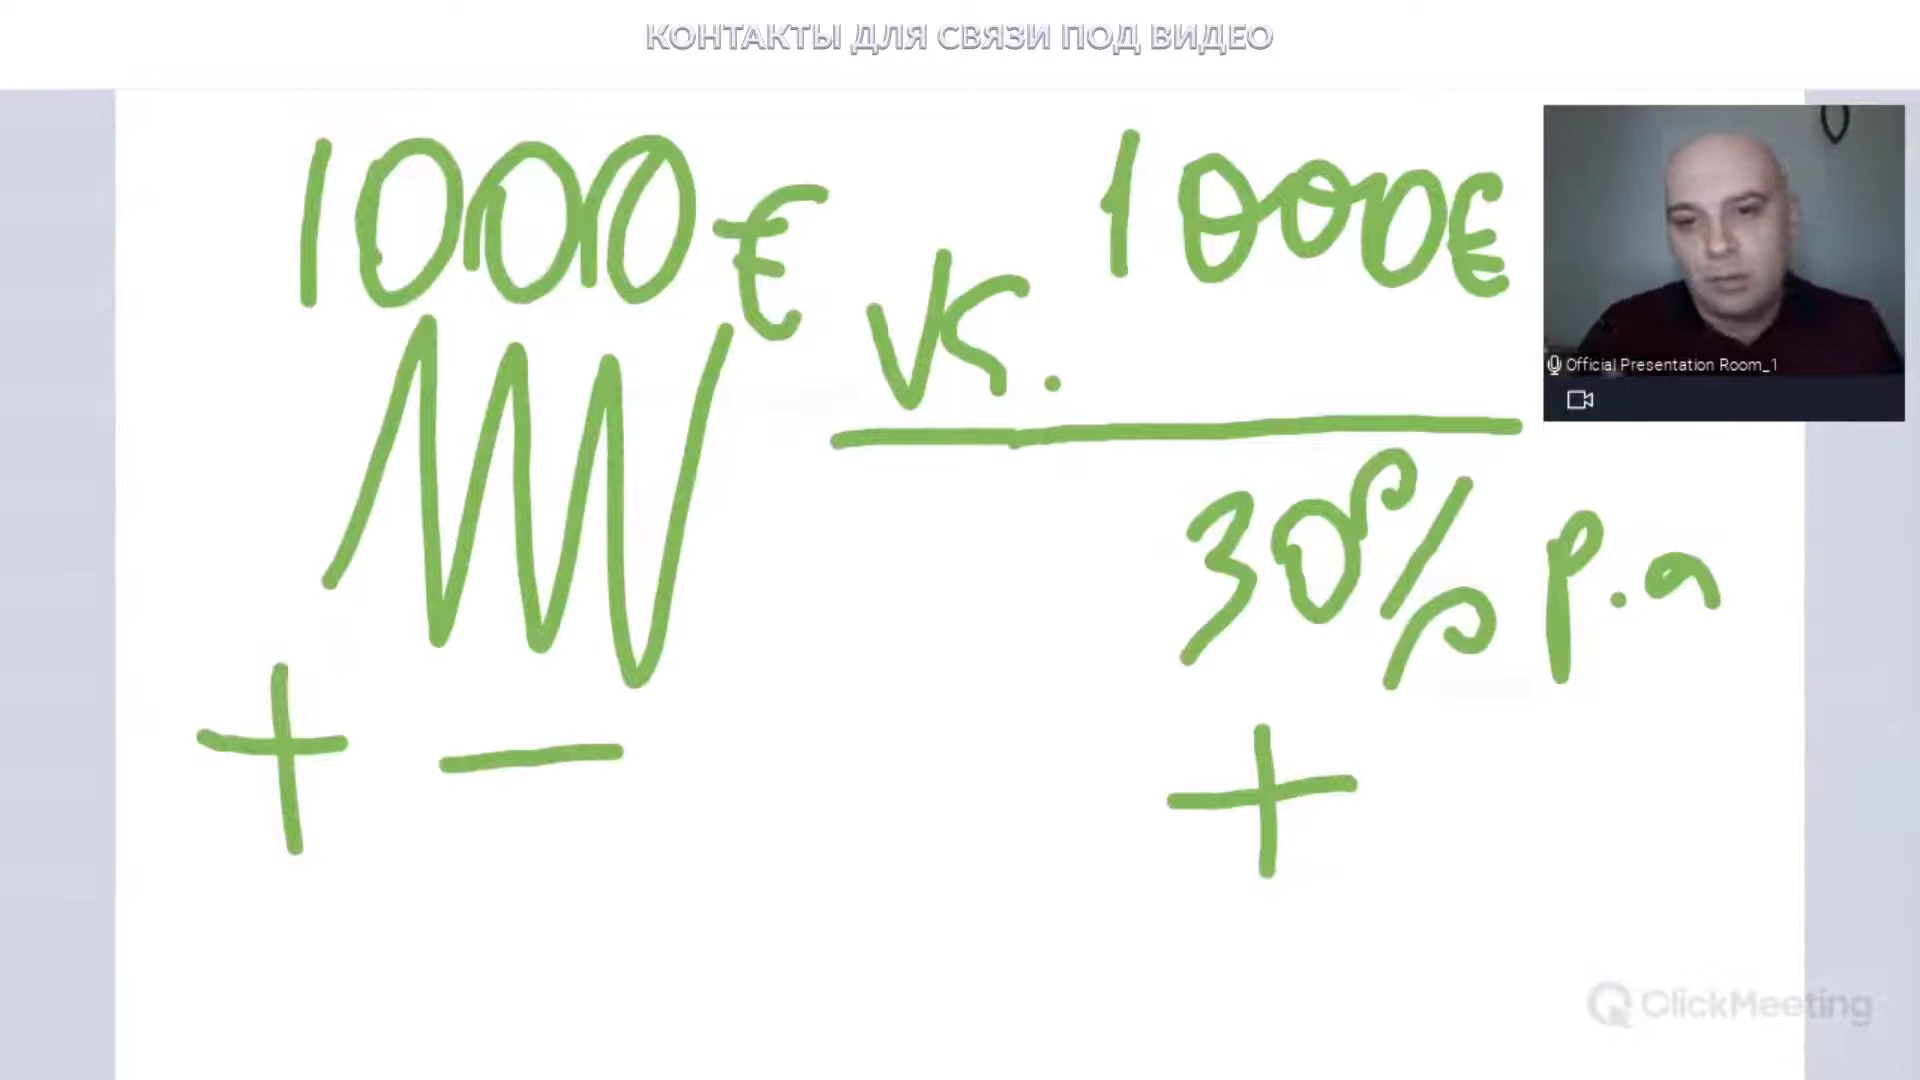 КОНТАКТЫ ДЛЯ СВЯЗИ ПОД ВИДЕО
1000€ vs. 1000€
30% p.a
+ − +
Official Presentation Room_1
ClickMeeting